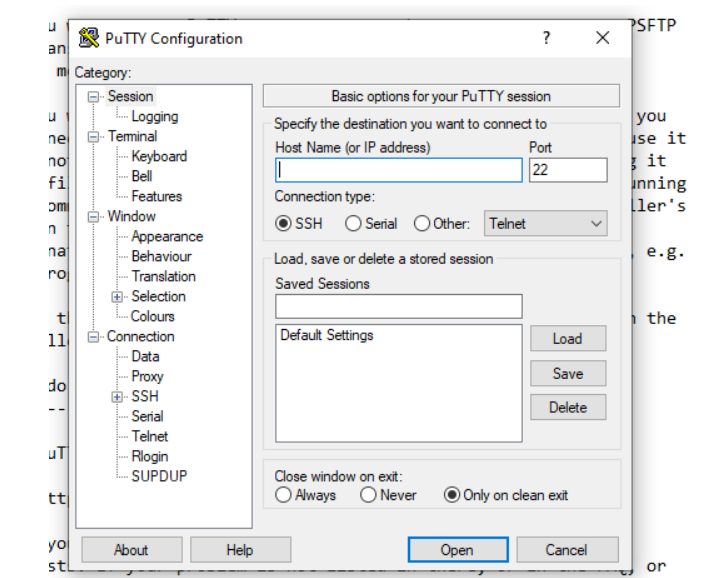 PuTTY Configuration
?
PSFTP
Category:
Session
Logging
Terminal
Keyboard
Bell
Features
Window
Appearance
Behaviour
Translation
Selection
Colours
Connection
Data
Proxy
SSH
Serial
Telnet
Rlogin
SUPDUP
Basic options for your PuTTY session
Specify the destination you want to connect to
Host Name (or IP address) Port
22
Connection type:
SSH Serial Other: Telnet
Load, save or delete a stored session
Saved Sessions
Default Settings
Load
Save
Delete
Close window on exit:
Always Never Only on clean exit
About Help Open Cancel
you
use it
it
unning
ller's
, e.g.
the
or